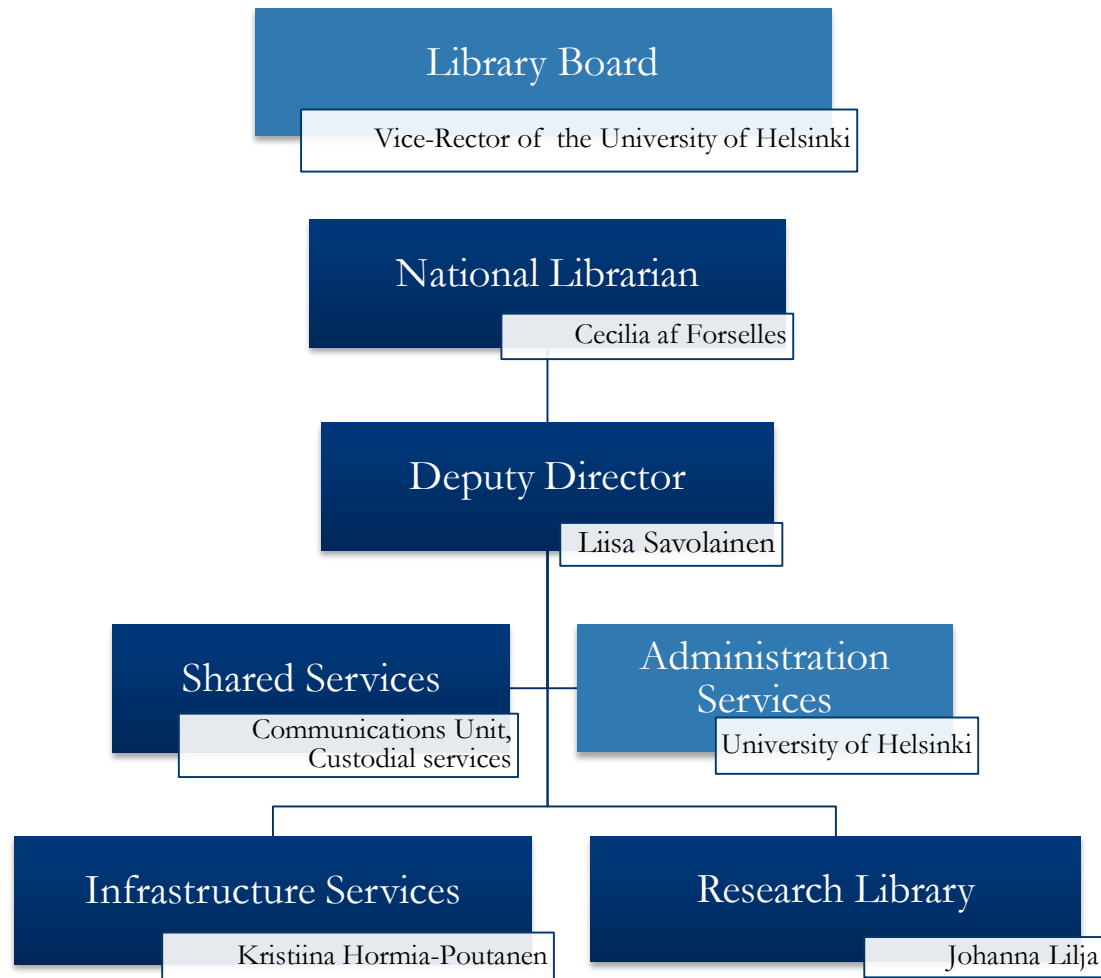 Library Board
Vice-Rector of the University of Helsinki
National Librarian
Cecilia af Forselles
Deputy Director
Liisa Savolainen
Shared Services
Communications Unit,
Custodial services
Administration
Services
University of Helsinki
Infrastructure Services
Kristiina Hormia-Poutanen
Research Library
Johanna Lilja